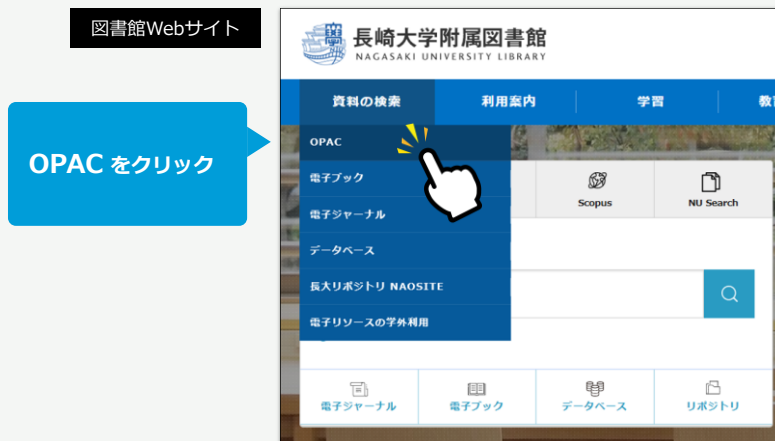 図書館Webサイト
OPAC をクリック
長崎大学附属図書館
NAGASAKI UNIVERSITY LIBRARY
資料の検索
利用案内
学習
OPAC
電子ブック
電子ジャーナル
データベース
長大リポジトリ NAOSITE
電子リソースの学外利用
Scopus
NU Search
電子ジャーナル
電子ブック
データベース
リポジトリ